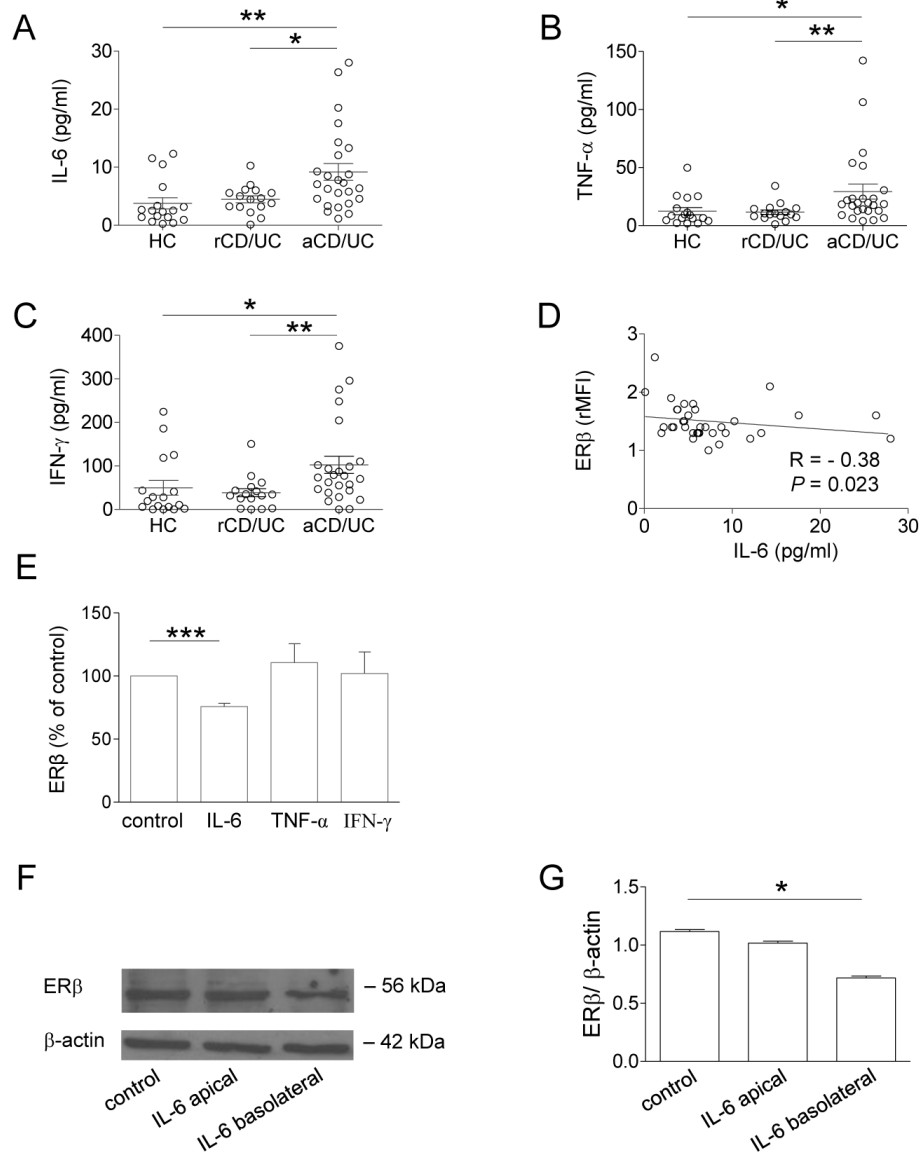 A
**
*
IL-6 (pg/ml)
30
20
10
0
HC rCD/UC aCD/UC
B
*
**
TNF-α (pg/ml)
150
100
50
0
HC rCD/UC aCD/UC
C
*
**
IFN-γ (pg/ml)
400
300
200
100
0
HC rCD/UC aCD/UC
D
ERβ (rMFI)
3
2
1
0
R = - 0.38
P = 0.023
0 10 20 30
IL-6 (pg/ml)
E
***
ERβ (% of control)
150
100
50
0
control IL-6 TNF-α IFN-γ
F
ERβ – 56 kDa
β-actin – 42 kDa
control IL-6 apical IL-6 basolateral
G
*
ERβ/ β-actin
1.5
1.0
0.5
0.0
control IL-6 apical IL-6 basolateral